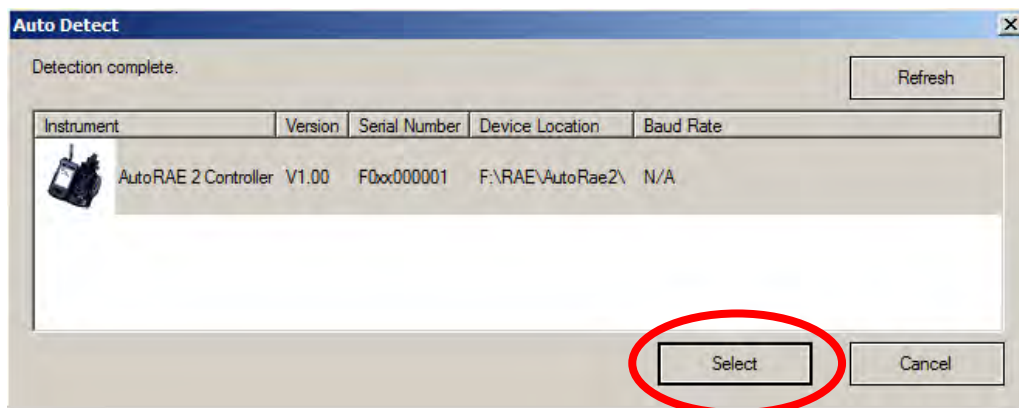 Auto Detect
Detection complete.
Refresh
Instrument Version Serial Number Device Location Baud Rate
AutoRAE 2 Controller V1.00 F0xx000001 F:\RAE\AutoRae2\ N/A
Select Cancel